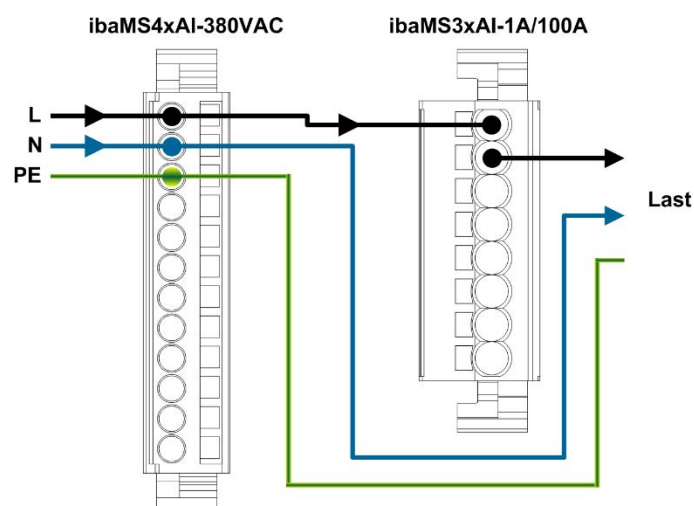 ibaMS4xAI-380VAC
ibaMS3xAI-1A/100A
L
N
PE
Last